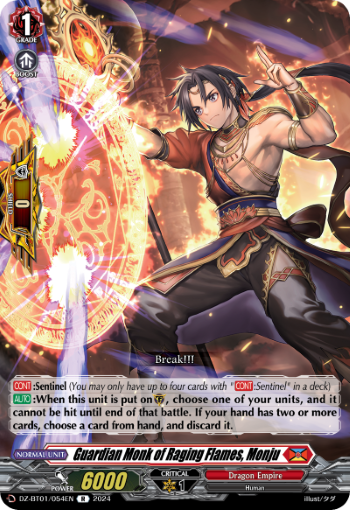 1
GRADE
BOOST
SHIELD
0
Break!!!
CONT:Sentinel (You may only have up to four cards with "CONT:Sentinel" in a deck)
AUTO:When this unit is put on , choose one of your units, and it
cannot be hit until end of that battle. If your hand has two or more
cards, choose a card from hand, and discard it.
NORMAL UNIT Guardian Monk of Raging Flames, Monju
POWER 6000 CRITICAL 1 Dragon Empire
Human
DZ-BT01/054EN R 2024 illust/タダ